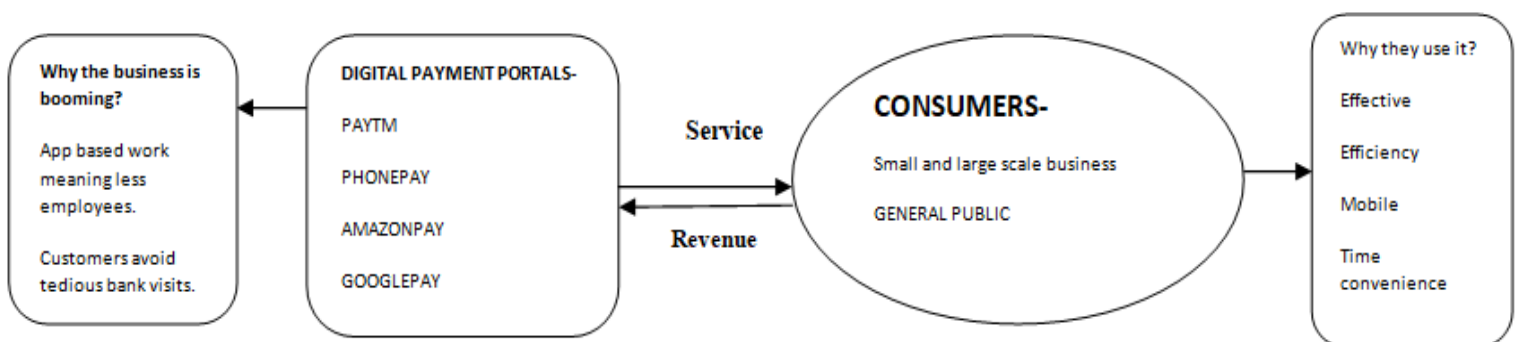 Why the business is
booming?
App based work
meaning less
employees.
Customers avoid
tedious bank visits.
DIGITAL PAYMENT PORTALS-
PAYTM
PHONEPAY
AMAZONPAY
GOOGLEPAY
Service
Revenue
CONSUMERS-
Small and large scale business
GENERAL PUBLIC
Why they use it?
Effective
Efficiency
Mobile
Time
convenience